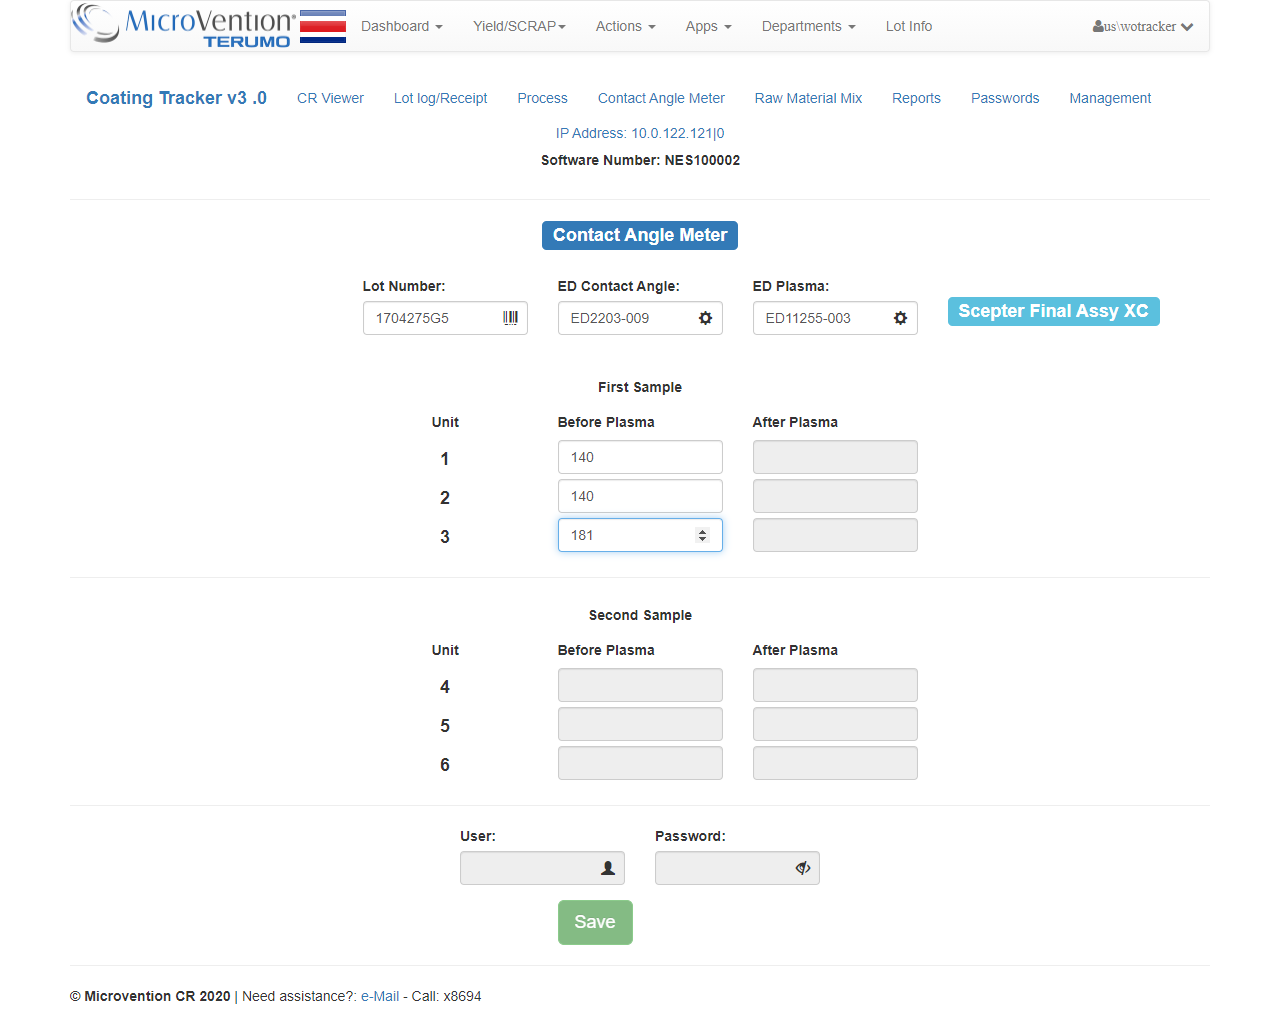 MicroVention TERUMO Dashboard Yield/SCRAP Actions Apps Departments Lot Info us\wotracker
Coating Tracker v3 .0 CR Viewer Lot log/Receipt Process Contact Angle Meter Raw Material Mix Reports Passwords Management
IP Address: 10.0.122.121|0
Software Number: NES100002
Contact Angle Meter
Lot Number: ED Contact Angle: ED Plasma:
1704275G5 ED2203-009 ED11255-003 Scepter Final Assy XC
First Sample
Unit Before Plasma After Plasma
1 140
2 140
3 181
Second Sample
Unit Before Plasma After Plasma
4
5
6
User: Password:
Save
© Microvention CR 2020 | Need assistance?: e-Mail - Call: x8694